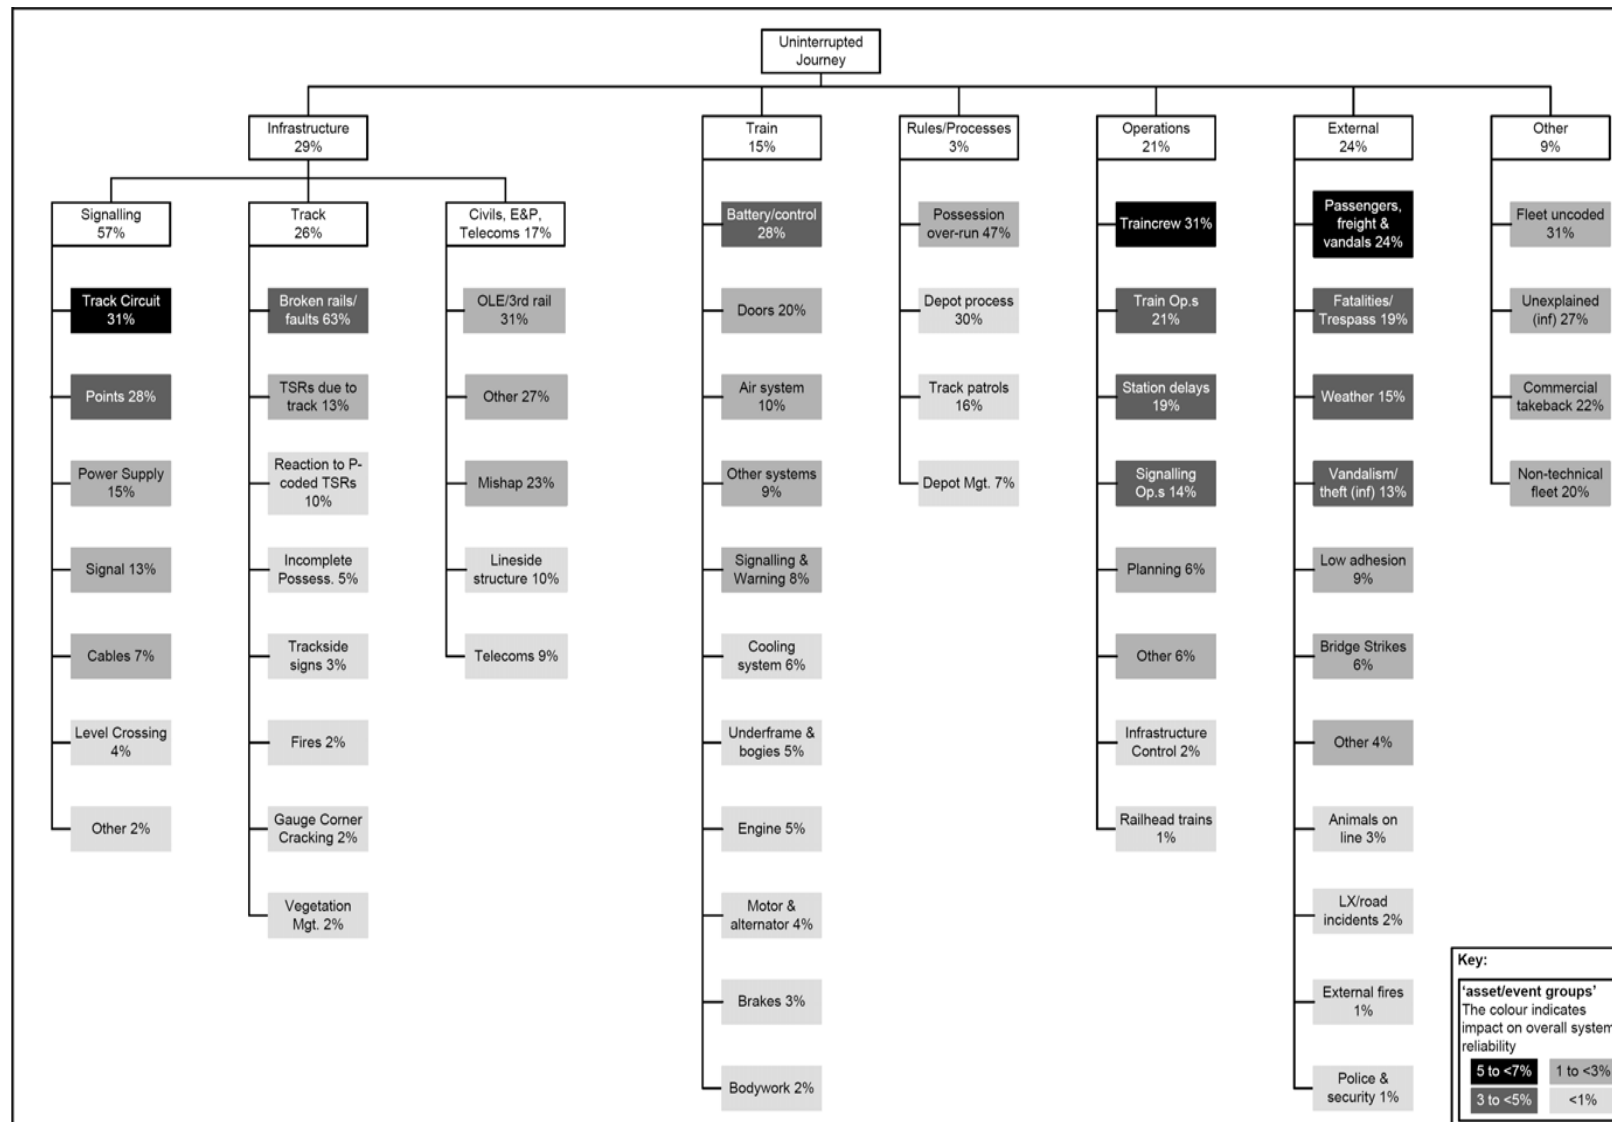 Uninterrupted
Journey
Infrastructure
29%
Signalling
57%
Track Circuit
31%
Points 28%
Power Supply
15%
Signal 13%
Cables 7%
Level Crossing
4%
Other 2%
Track
26%
Broken rails/
faults 63%
TSRs due to
track 13%
Reaction to P-
coded TSRs
10%
Incomplete
Possess. 5%
Trackside
signs 3%
Fires 2%
Gauge Corner
Cracking 2%
Vegetation
Mgt. 2%
Civils, E&P,
Telecoms 17%
OLE/3rd rail
31%
Other 27%
Mishap 23%
Lineside
structure 10%
Telecoms 9%
Train
15%
Battery/control
28%
Doors 20%
Air system
10%
Other systems
9%
Signalling &
Warning 8%
Cooling
system 6%
Underframe &
bogies 5%
Engine 5%
Motor &
alternator 4%
Brakes 3%
Bodywork 2%
Rules/Processes
3%
Possession
over-run 47%
Depot process
30%
Track patrols
16%
Depot Mgt. 7%
Operations
21%
Traincrew 31%
Train Op.s
21%
Station delays
19%
Signalling
Op.s 14%
Planning 6%
Other 6%
Infrastructure
Control 2%
Railhead trains
1%
External
24%
Passengers,
freight &
vandals 24%
Fatalities/
Trespass 19%
Weather 15%
Vandalism/
theft (inf) 13%
Low adhesion
9%
Bridge Strikes
6%
Other 4%
Animals on
line 3%
LX/road
incidents 2%
External fires
1%
Police &
security 1%
Other
9%
Fleet uncoded
31%
Unexplained
(inf) 27%
Commercial
takeback 22%
Non-technical
fleet 20%
Key:
'asset/event groups'
The colour indicates
impact on overall system
reliability
5 to <7%
1 to <3%
3 to <5%
<1%